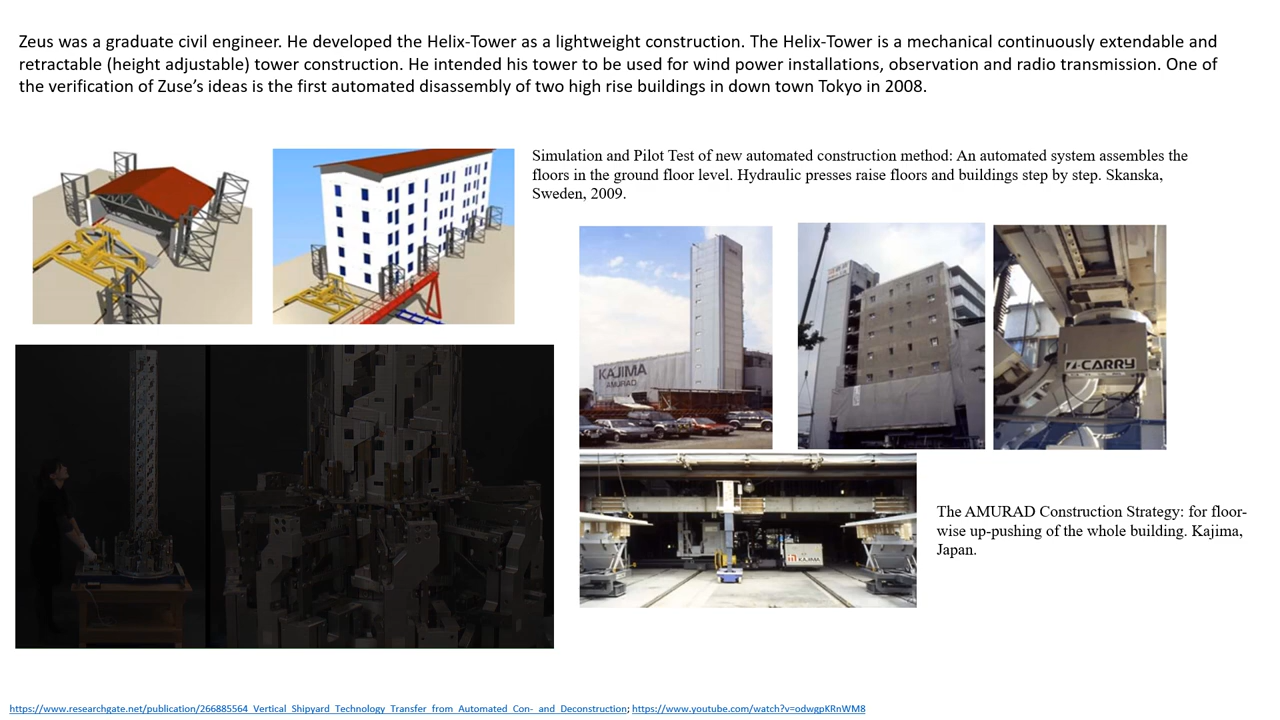 Zeus was a graduate civil engineer. He developed the Helix-Tower as a lightweight construction. The Helix-Tower is a mechanical continuously extendable and
retractable (height adjustable) tower construction. He intended his tower to be used for wind power installations, observation and radio transmission. One of
the verification of Zuse's ideas is the first automated disassembly of two high rise buildings in down town Tokyo in 2008.
Simulation and Pilot Test of new automated construction method: An automated system assembles the
floors in the ground floor level. Hydraulic presses raise floors and buildings step by step. Skanska,
Sweden, 2009.
KAJIMA
AMURAD
CARRY
KAJIMA
The AMURAD Construction Strategy: for floor-
wise up-pushing of the whole building. Kajima,
Japan.
https://www.researchgate.net/publication/266885564_Vertical_Shipyard_Technology_Transfer_from_Automated_Con-_and_Deconstruction; https://www.youtube.com/watch?v=odwgpKRnWM8